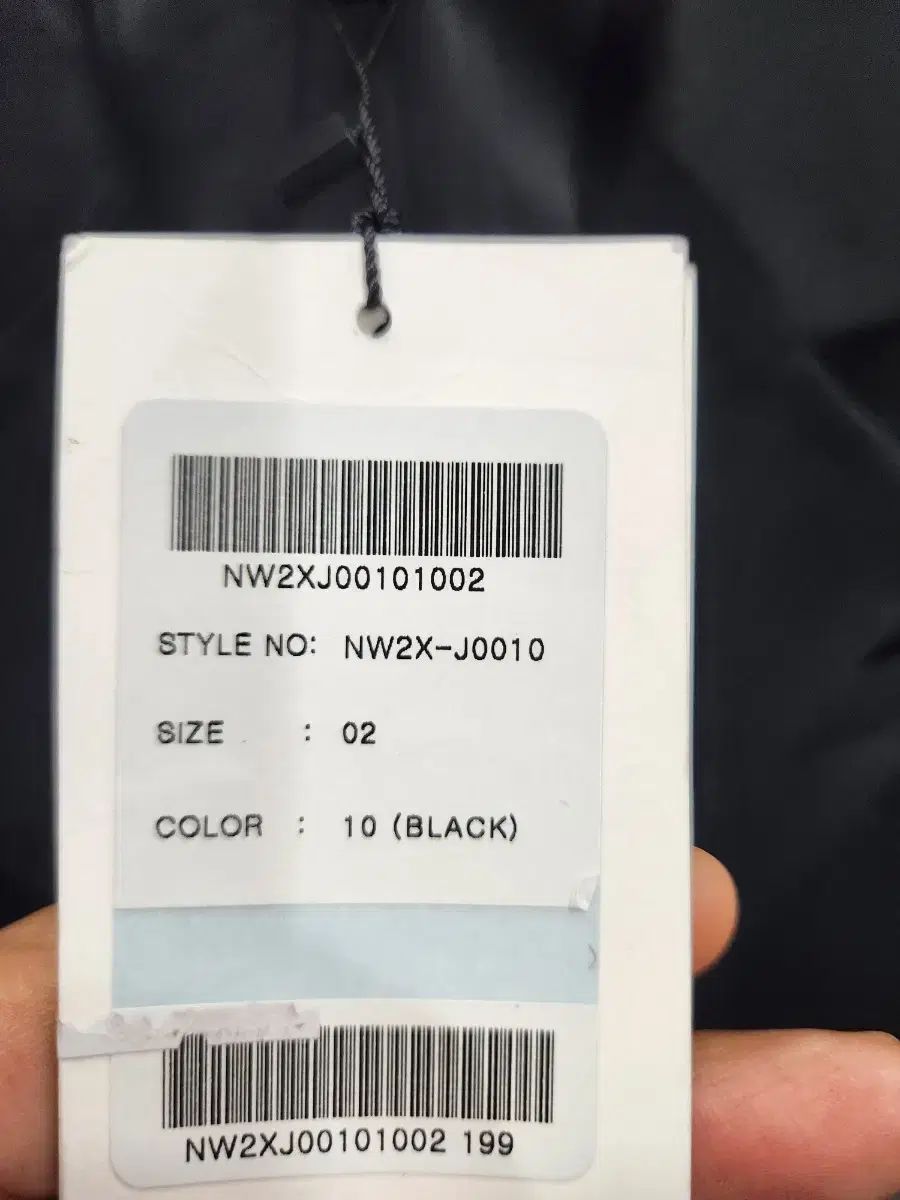 NW2XJ00101002
STYLE NO: NW2X-J0010
SIZE : 02
COLOR : 10 (BLACK)
NW2XJ00101002 199